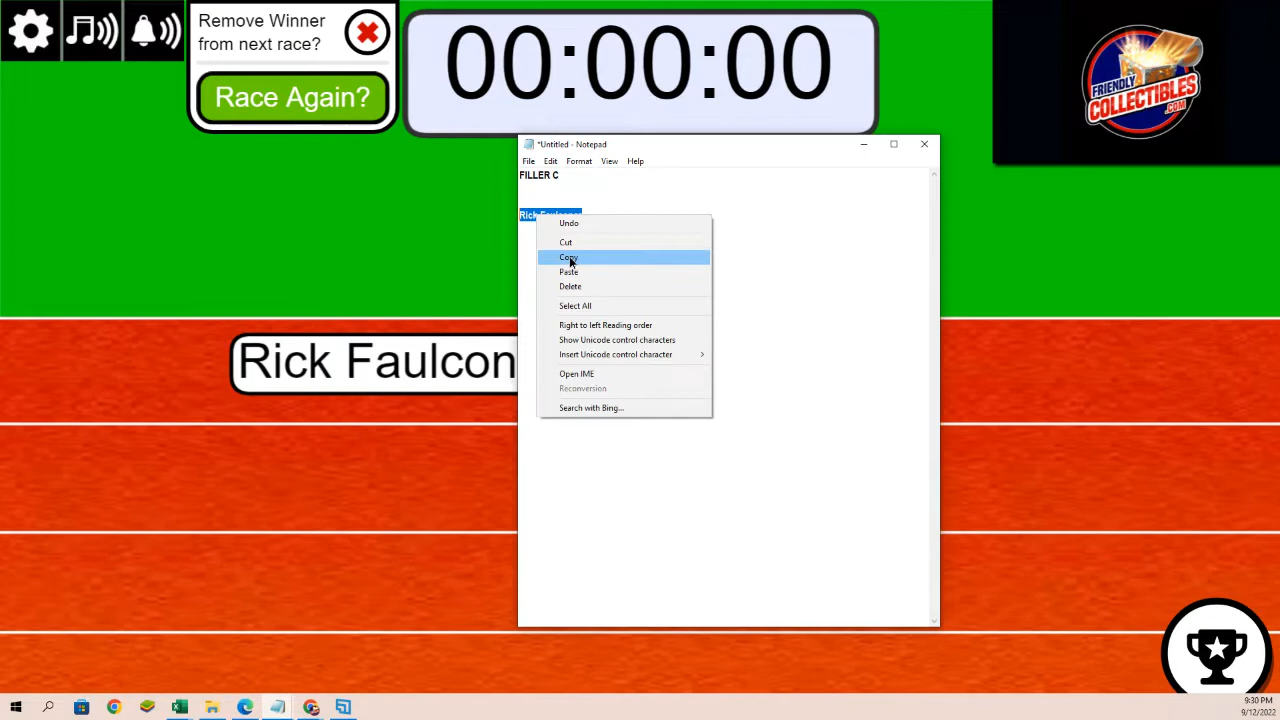 Remove Winner
from next race?
Race Again?
00:00:00
FRIENDLY
COLLECTIBLES
.COM
*Untitled - Notepad
File Edit Format View Help
FILLER C
Rick
Undo
Cut
Copy
Paste
Delete
Select All
Right to left Reading order
Show Unicode control characters
Insert Unicode control character
Open IME
Reconversion
Search with Bing...
Rick Faulcon
9:30 PM
9/12/2022